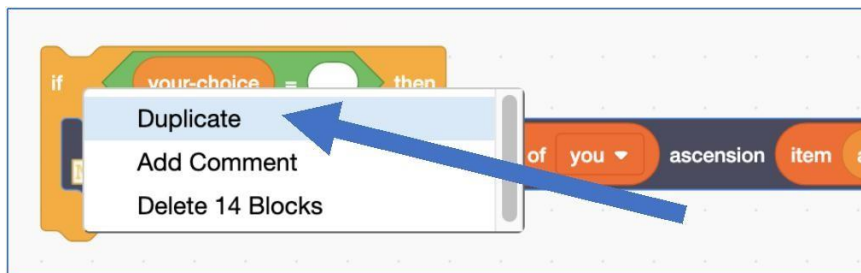 if your-choice = then
Duplicate
Add Comment
of you ascension item
Delete 14 Blocks